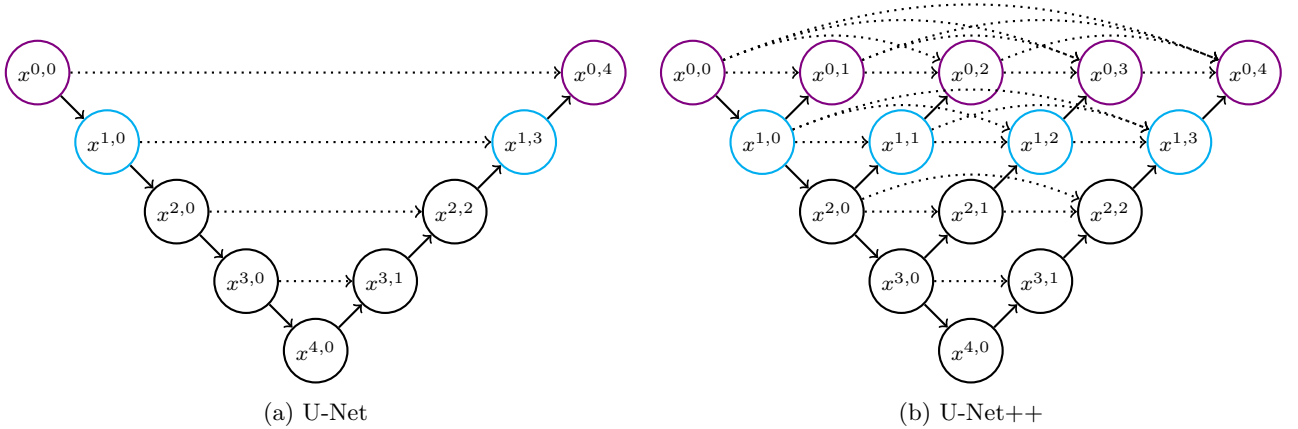 x^{0,0} x^{0,4} x^{0,0} x^{0,1} x^{0,2} x^{0,3} x^{0,4}
x^{1,0} x^{1,3} x^{1,0} x^{1,1} x^{1,2} x^{1,3}
x^{2,0} x^{2,2} x^{2,0} x^{2,1} x^{2,2}
x^{3,0} x^{3,1} x^{3,0} x^{3,1}
x^{4,0} x^{4,0}
(a) U-Net (b) U-Net++